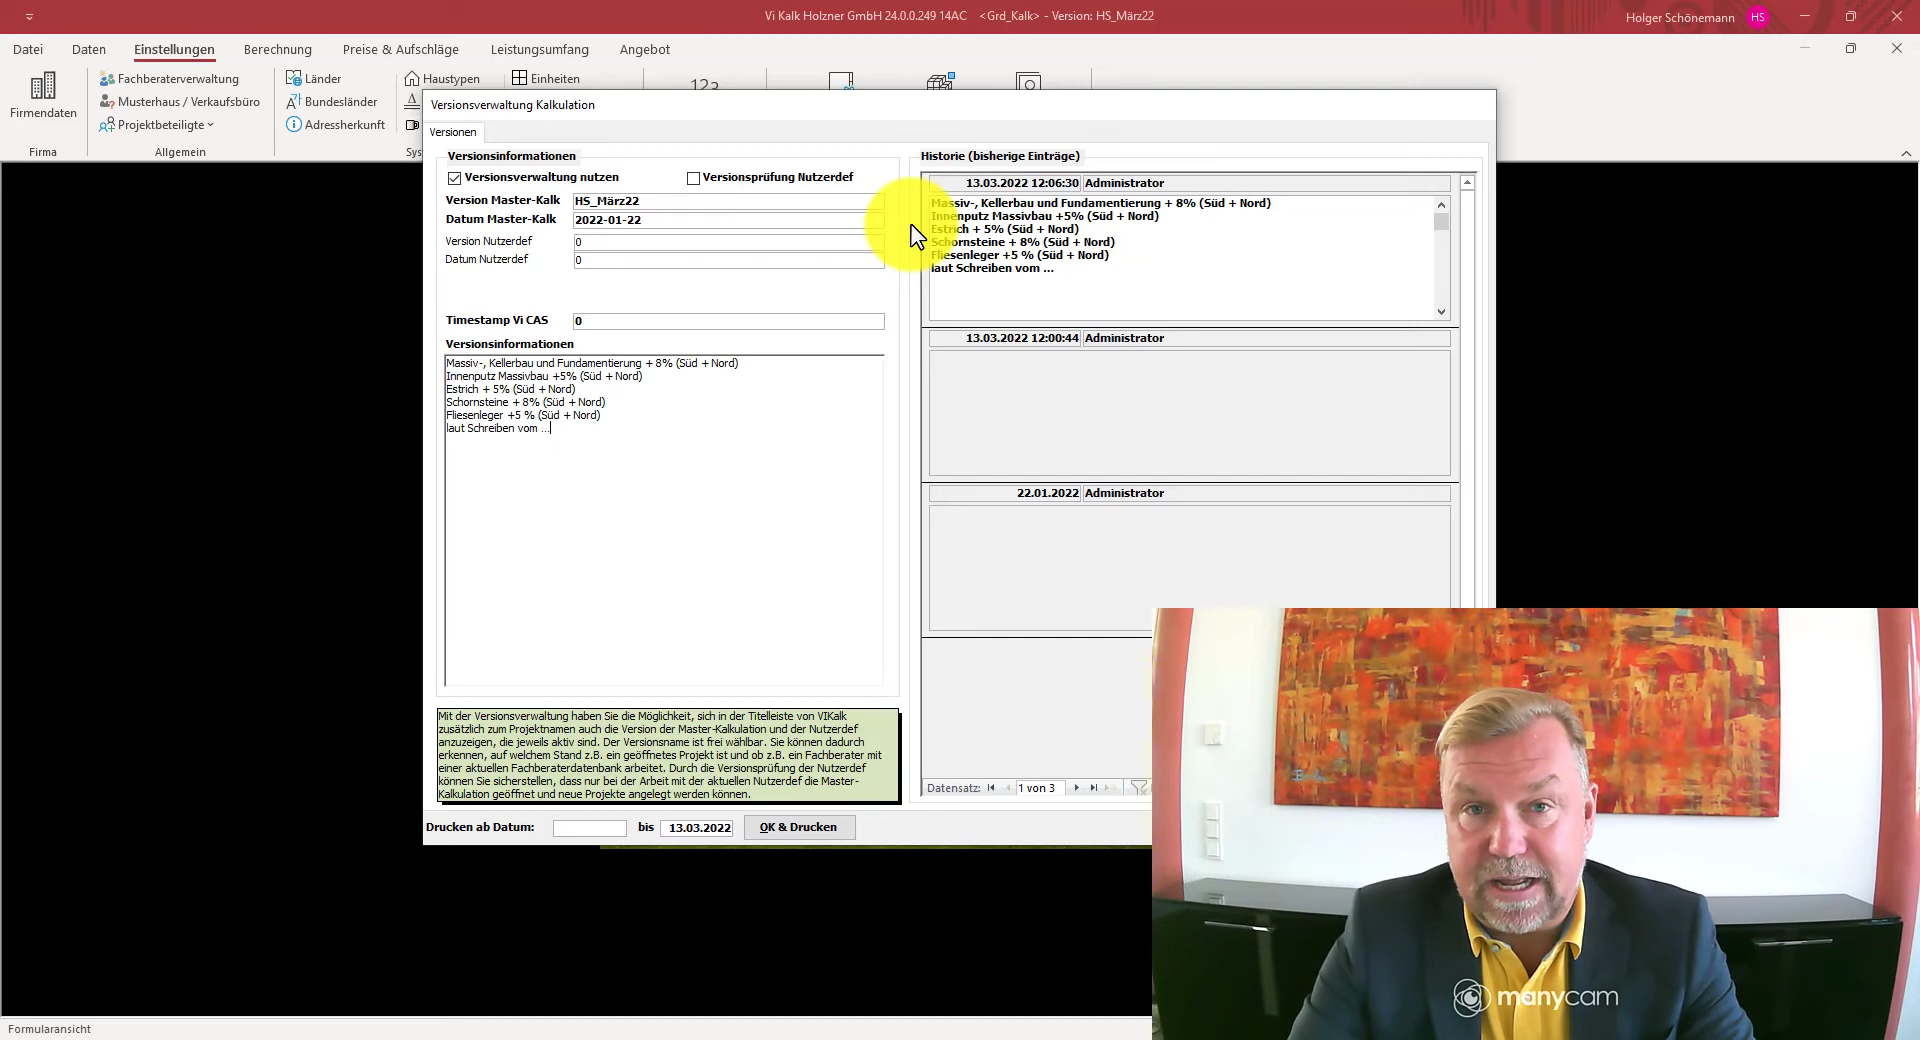 Vi Kalk Holzner GmbH 24.0.0.249 14AC <Grd_Kalk> - Version: HS_März22
Holger Schönemann HS
Datei Daten Einstellungen Berechnung Preise & Aufschläge Leistungsumfang Angebot
Firmendaten
Firma
Fachberaterverwaltung
Musterhaus / Verkaufsbüro
Projektbeteiligte
Allgemein
Länder
Bundesländer
Adressherkunft
Haustypen
Einheiten
Versionsverwaltung Kalkulation
Versionen
Versionsinformationen
Versionsverwaltung nutzen
Versionsprüfung Nutzerdef
Version Master-Kalk HS_März22
Datum Master-Kalk 2022-01-22
Version Nutzerdef 0
Datum Nutzerdef 0
Timestamp Vi CAS 0
Versionsinformationen
Massiv-, Kellerbau und Fundamentierung + 8% (Süd + Nord)
Innenputz Massivbau +5% (Süd + Nord)
Estrich + 5% (Süd + Nord)
Schornsteine + 8% (Süd + Nord)
Fliesenleger +5 % (Süd + Nord)
laut Schreiben vom ...
Mit der Versionsverwaltung haben Sie die Möglichkeit, sich in der Titelleiste von VIKalk
zusätzlich zum Projektnamen auch die Version der Master-Kalkulation und der Nutzerdef
anzuzeigen, die jeweils aktiv sind. Der Versionsname ist frei wählbar. Sie können dadurch
erkennen, auf welchem Stand z.B. ein geöffnetes Projekt ist und ob z.B. ein Fachberater mit
einer aktuellen Fachberaterdatenbank arbeitet. Durch die Versionsprüfung der Nutzerdef
können Sie sicherstellen, dass nur bei der Arbeit mit der aktuellen Nutzerdef die Master-
Kalkulation geöffnet und neue Projekte angelegt werden können.
Historie (bisherige Einträge)
13.03.2022 12:06:30 Administrator
Massiv-, Kellerbau und Fundamentierung + 8% (Süd + Nord)
Innenputz Massivbau +5% (Süd + Nord)
Estrich + 5% (Süd + Nord)
Schornsteine + 8% (Süd + Nord)
Fliesenleger +5 % (Süd + Nord)
laut Schreiben vom ...
13.03.2022 12:00:44 Administrator
22.01.2022 Administrator
Datensatz: 1 von 3
Drucken ab Datum: bis 13.03.2022 OK & Drucken
manycam
Formularansicht